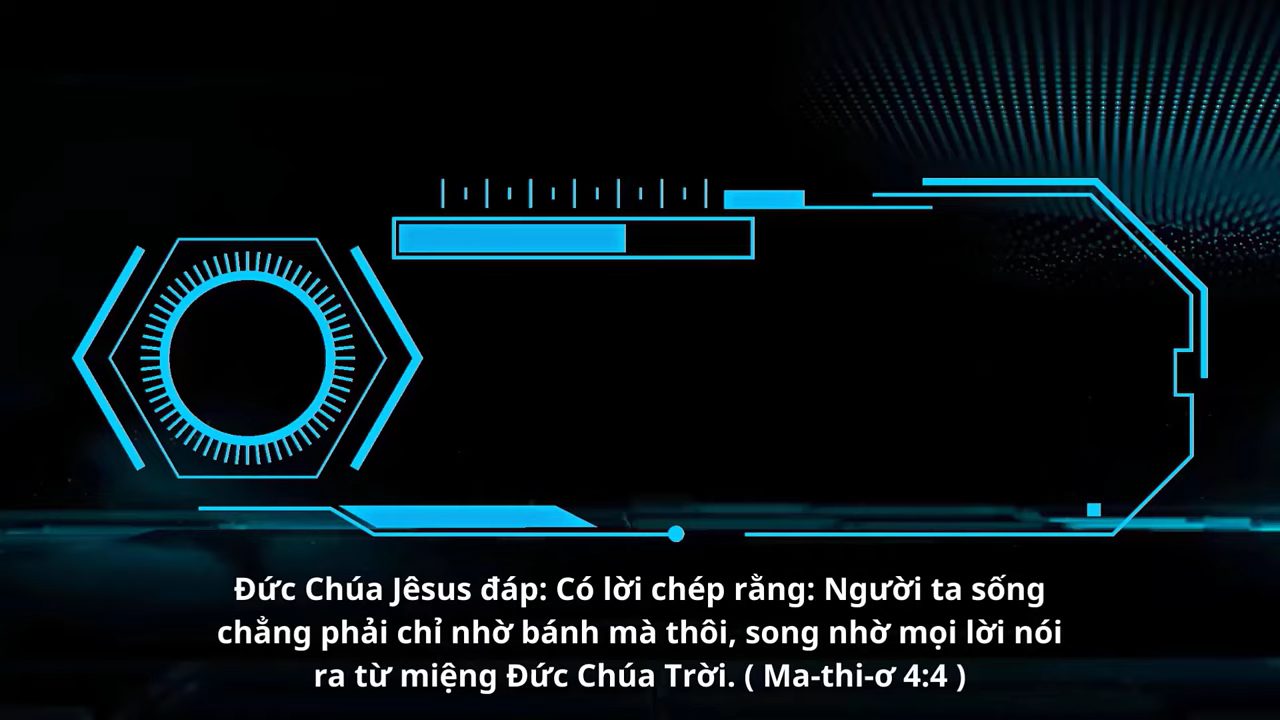 Đức Chúa Jêsus đáp: Có lời chép rằng: Người ta sống
chẳng phải chỉ nhờ bánh mà thôi, song nhờ mọi lời nói
ra từ miệng Đức Chúa Trời. ( Ma-thi-ơ 4:4 )